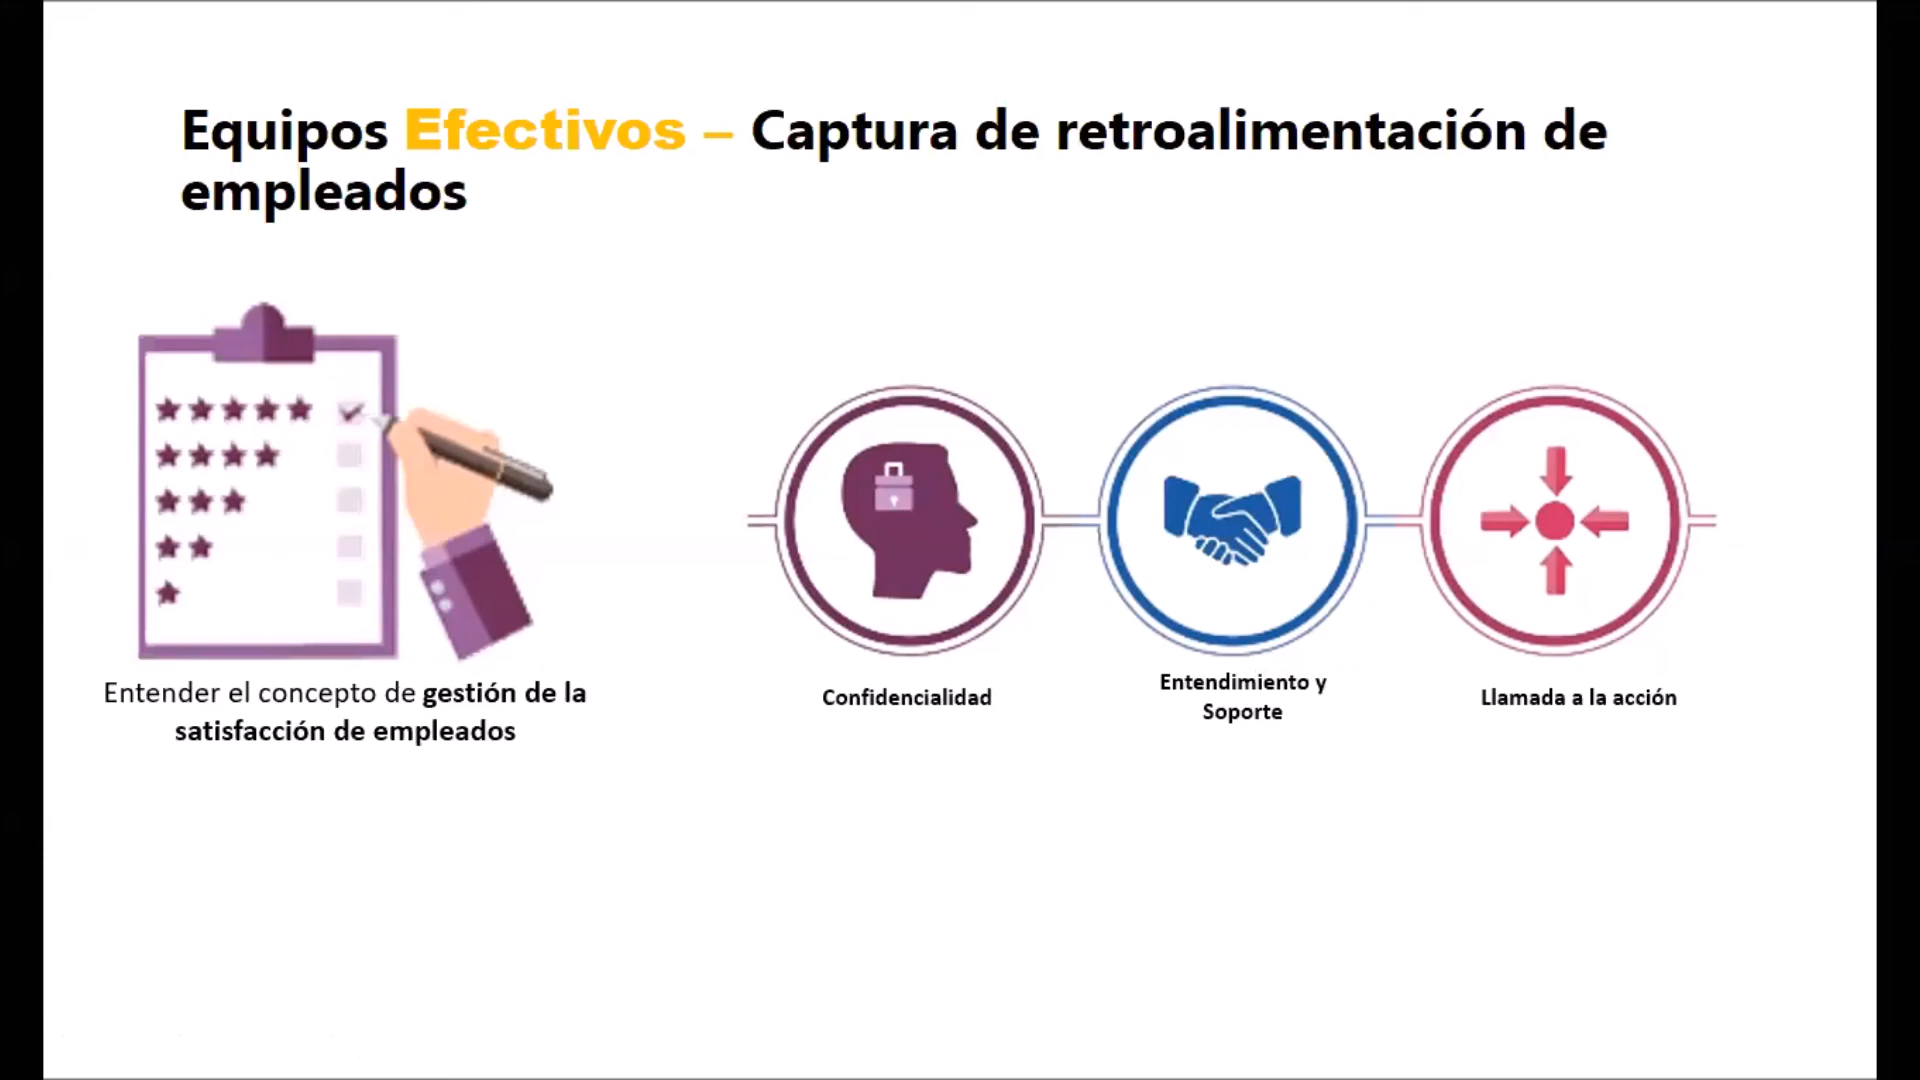 Equipos Efectivos – Captura de retroalimentación de
empleados
Entender el concepto de gestión de la
satisfacción de empleados
Confidencialidad
Entendimiento y
Soporte
Llamada a la acción